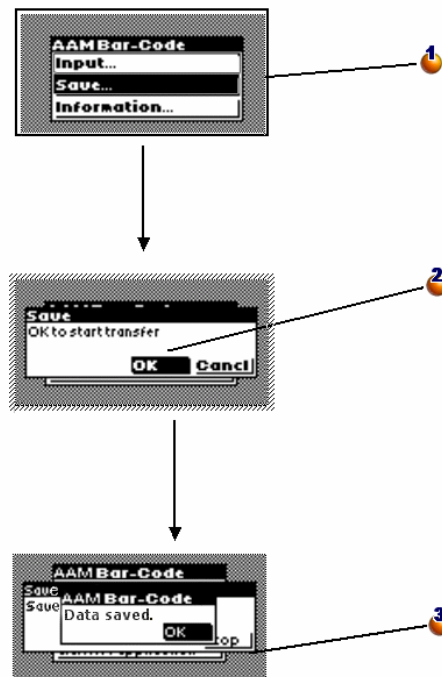 AAM Bar-Code
Input...
1
Save...
Information...
2
Save
OK to start transfer
OK Cancl
AAM Bar-Code
Save
Save AAM Bar-Code
Data saved.
OK
3